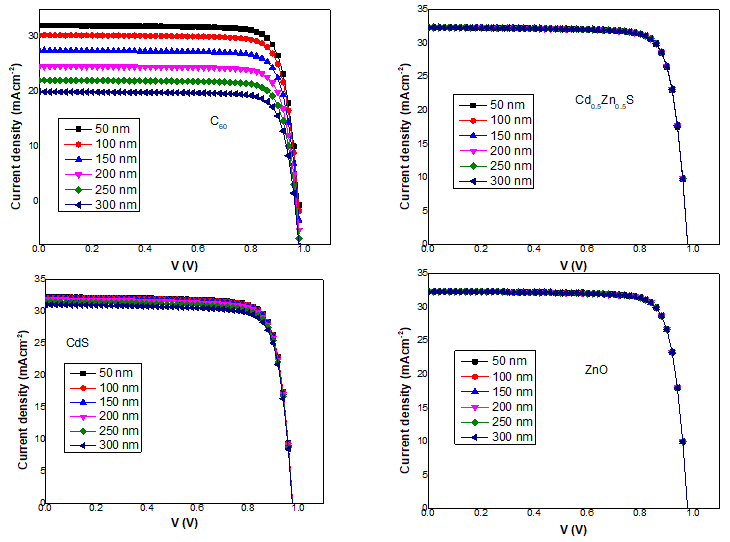 Current density (mAcm⁻²)
30
20
10
0
C₆₀
50 nm
100 nm
150 nm
200 nm
250 nm
300 nm
0.0 0.2 0.4 0.6 0.8 1.0
V (V)
Current density (mAcm⁻²)
35
30
25
20
15
10
5
0
Cd₀.₅Zn₀.₅S
50 nm
100 nm
150 nm
200 nm
250 nm
300 nm
0.0 0.2 0.4 0.6 0.8 1.0
V (V)
Current density (mAcm⁻²)
35
30
25
20
15
10
5
0
CdS
50 nm
100 nm
150 nm
200 nm
250 nm
300 nm
0.0 0.2 0.4 0.6 0.8 1.0
V (V)
Current density (mAcm⁻²)
35
30
25
20
15
10
5
0
ZnO
50 nm
100 nm
150 nm
200 nm
250 nm
300 nm
0.0 0.2 0.4 0.6 0.8 1.0
V (V)